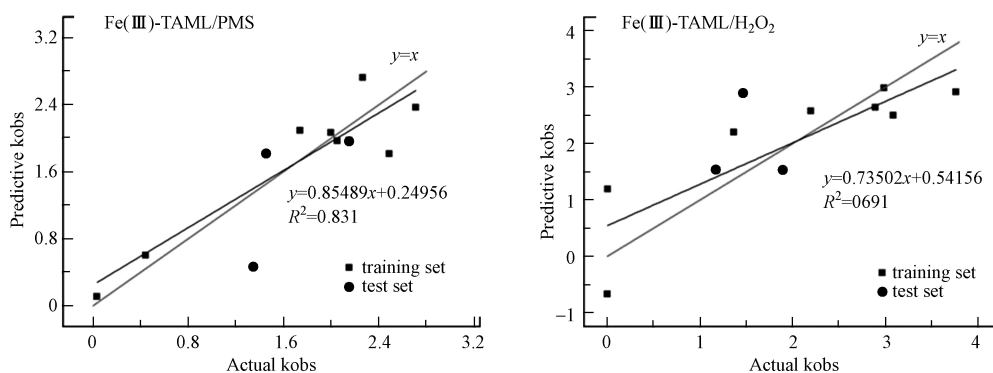 Fe(Ⅲ)-TAML/PMS
3.2
2.4
1.6
0.8
0
Predictive kobs
y=x
y=0.85489x+0.24956
R²=0.831
training set
test set
0
0.8
1.6
2.4
3.2
Actual kobs
Fe(Ⅲ)-TAML/H₂O₂
4
3
2
1
0
−1
Predictive kobs
y=x
y=0.73502x+0.54156
R²=0691
training set
test set
0
1
2
3
4
Actual kobs